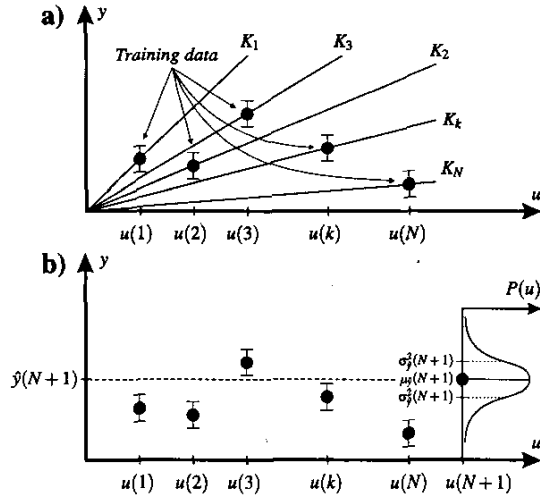 a)
y
Training data
K₁
K₃
K₂
Kₖ
K_N
u
u(1) u(2) u(3) u(k) u(N)
b)
y
P(u)
ŷ(N+1)
σ²ŷ(N+1)
μŷ(N+1)
σ²ŷ(N+1)
u
u(1) u(2) u(3) u(k) u(N) u(N+1)